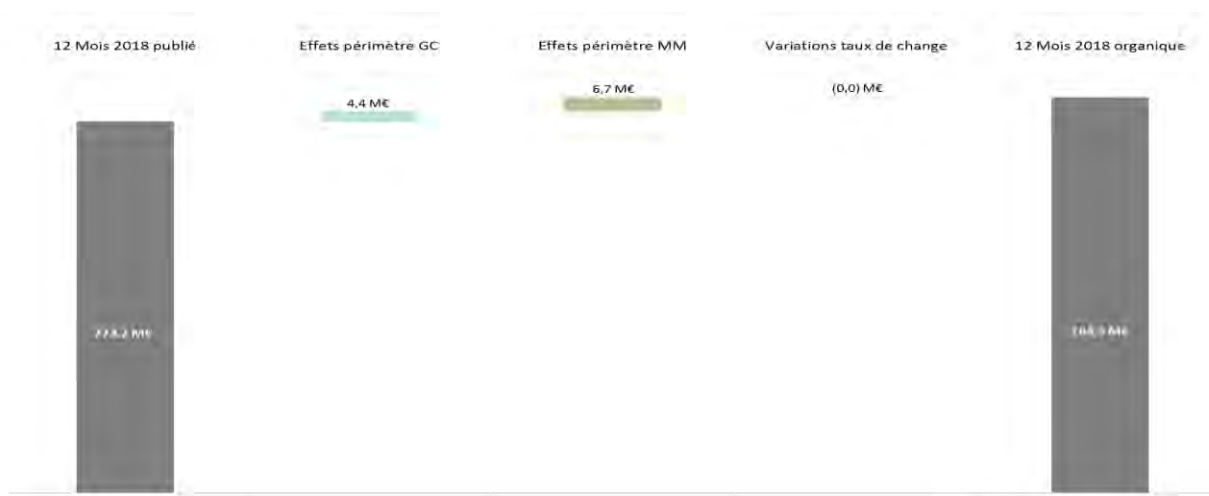 12 Mois 2018 publié
Effets périmètre GC
Effets périmètre MM
Variations taux de change
12 Mois 2018 organique
4,4 M€
6,7 M€
(0,0) M€
M€
M€